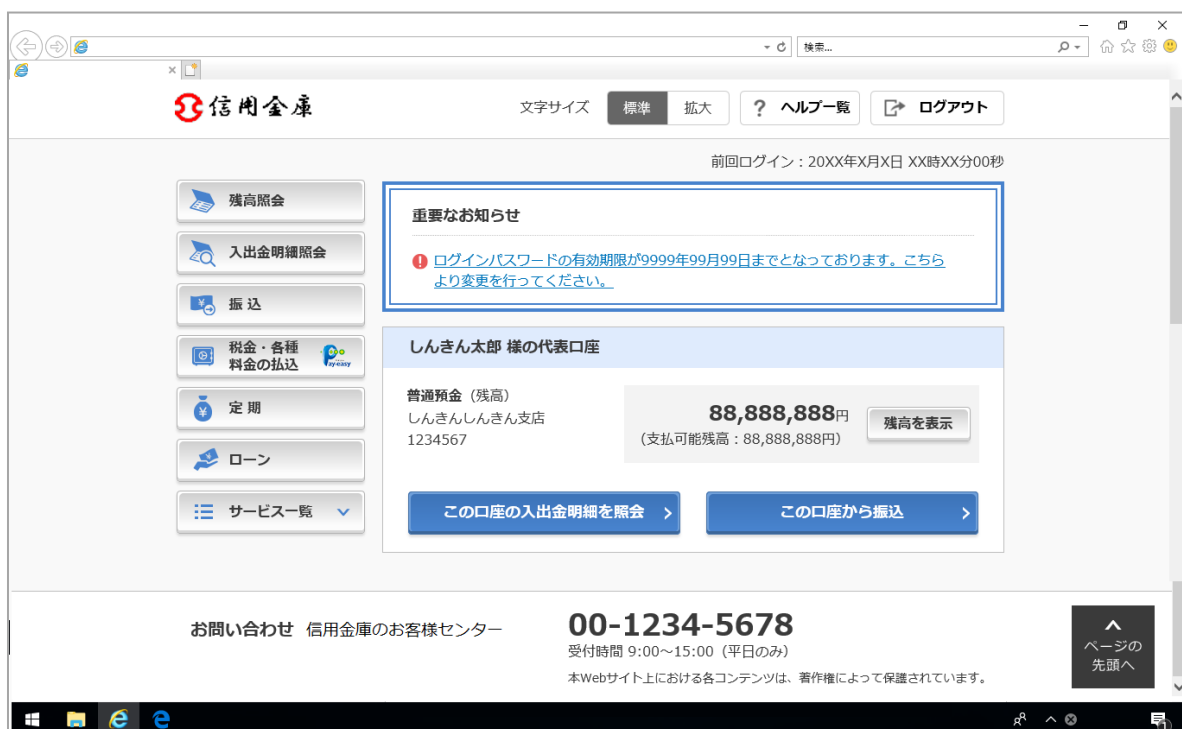 検索...
信用金庫
文字サイズ 標準 拡大 ? ヘルプ一覧 ログアウト
前回ログイン：20XX年X月X日 XX時XX分00秒
残高照会
入出金明細照会
振込
税金・各種
料金の払込
Pay-easy
定期
ローン
サービス一覧
重要なお知らせ
ログインパスワードの有効期限が9999年99月99日までとなっております。こちら
より変更を行ってください。
しんきん太郎 様の代表口座
普通預金（残高）
しんきんしんきん支店
1234567
88,888,888円
（支払可能残高：88,888,888円）
残高を表示
この口座の入出金明細を照会
この口座から振込
お問い合わせ 信用金庫のお客様センター
00-1234-5678
受付時間 9:00～15:00（平日のみ）
本Webサイト上における各コンテンツは、著作権によって保護されています。
ページの
先頭へ
1